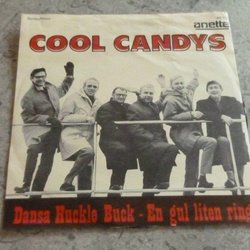 anette
COOL CANDYS
Dansa Huckle Buck - En gul liten ring